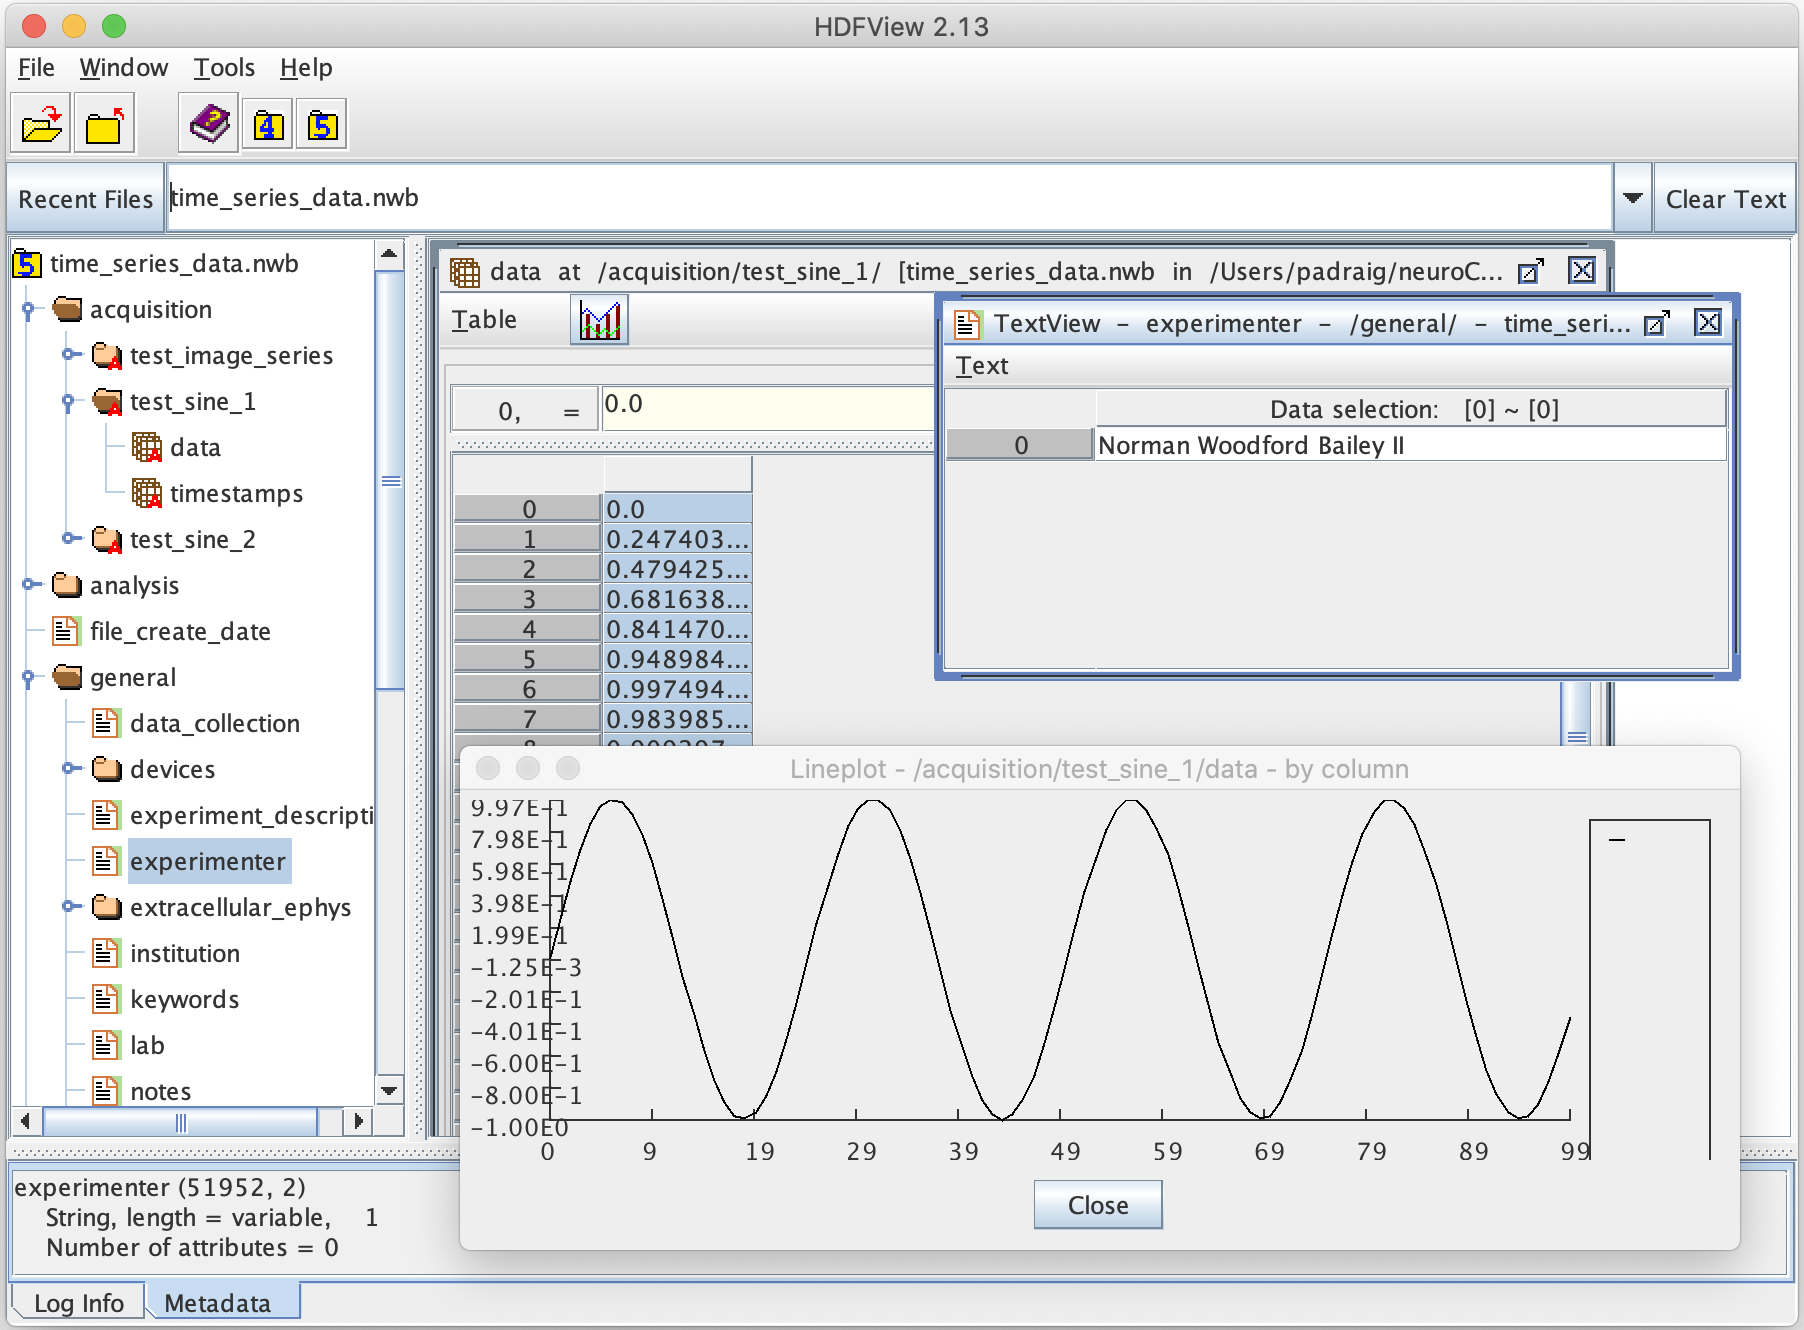 HDFView 2.13
File Window Tools Help
4 5
Recent Files time_series_data.nwb Clear Text
5 time_series_data.nwb
acquisition
test_image_series
test_sine_1
data
timestamps
test_sine_2
analysis
file_create_date
general
data_collection
devices
experiment_descripti
experimenter
extracellular_ephys
institution
keywords
lab
notes
data at /acquisition/test_sine_1/ [time_series_data.nwb in /Users/padraig/neuroC...
Table
0, = 0.0
0 0.0
1 0.247403...
2 0.479425...
3 0.681638...
4 0.841470...
5 0.948984...
6 0.997494...
7 0.983985...
TextView - experimenter - /general/ - time_seri...
Text
Data selection: [0] ~ [0]
0 Norman Woodford Bailey II
Lineplot - /acquisition/test_sine_1/data - by column
9.97E-1
7.98E-1
5.98E-1
3.98E-1
1.99E-1
-1.25E-3
-2.01E-1
-4.01E-1
-6.00E-1
-8.00E-1
-1.00E0
0 9 19 29 39 49 59 69 79 89 99
Close
experimenter (51952, 2)
String, length = variable, 1
Number of attributes = 0
Log Info Metadata